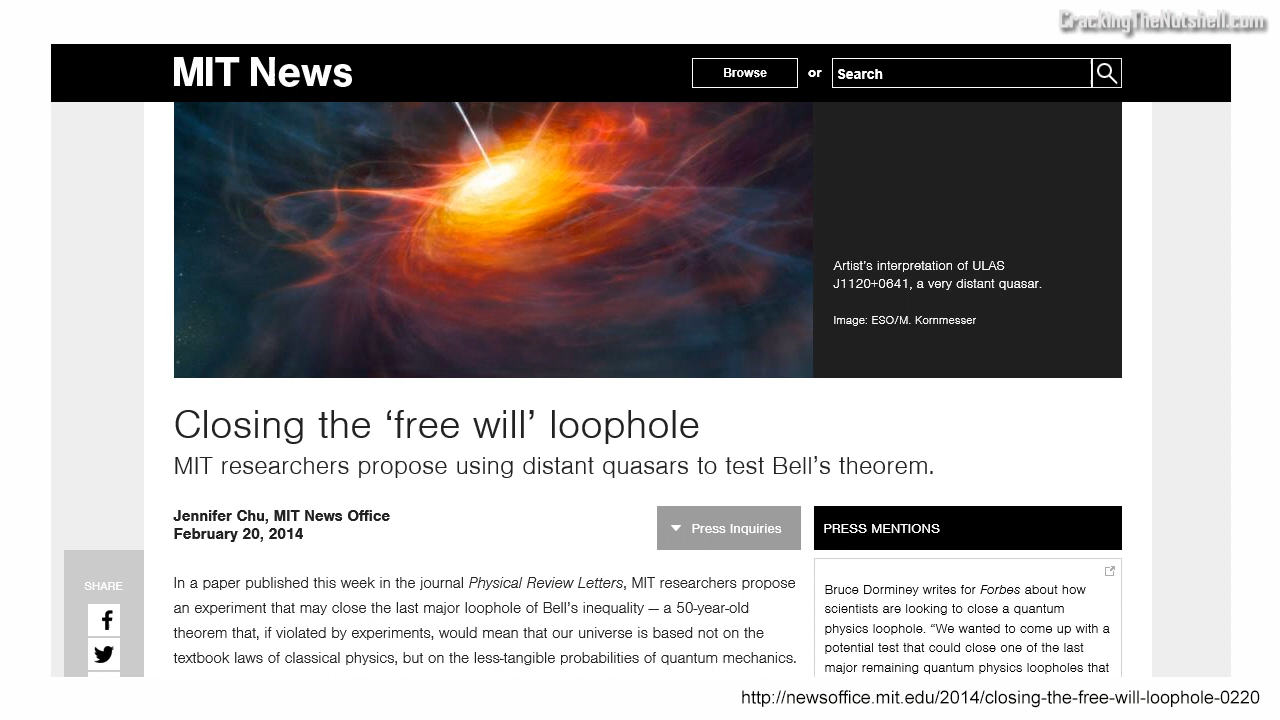 CrackingTheNutshell.com
MIT News
Browse
or
Search
Artist's interpretation of ULAS
J1120+0641, a very distant quasar.
Image: ESO/M. Kornmesser
Closing the ‘free will’ loophole
MIT researchers propose using distant quasars to test Bell’s theorem.
Jennifer Chu, MIT News Office
February 20, 2014
Press Inquiries
SHARE
In a paper published this week in the journal Physical Review Letters, MIT researchers propose
an experiment that may close the last major loophole of Bell’s inequality — a 50-year-old
theorem that, if violated by experiments, would mean that our universe is based not on the
textbook laws of classical physics, but on the less-tangible probabilities of quantum mechanics.
PRESS MENTIONS
Bruce Dorminey writes for Forbes about how
scientists are looking to close a quantum
physics loophole. “We wanted to come up with a
potential test that could close one of the last
major remaining quantum physics loopholes that
http://newsoffice.mit.edu/2014/closing-the-free-will-loophole-0220